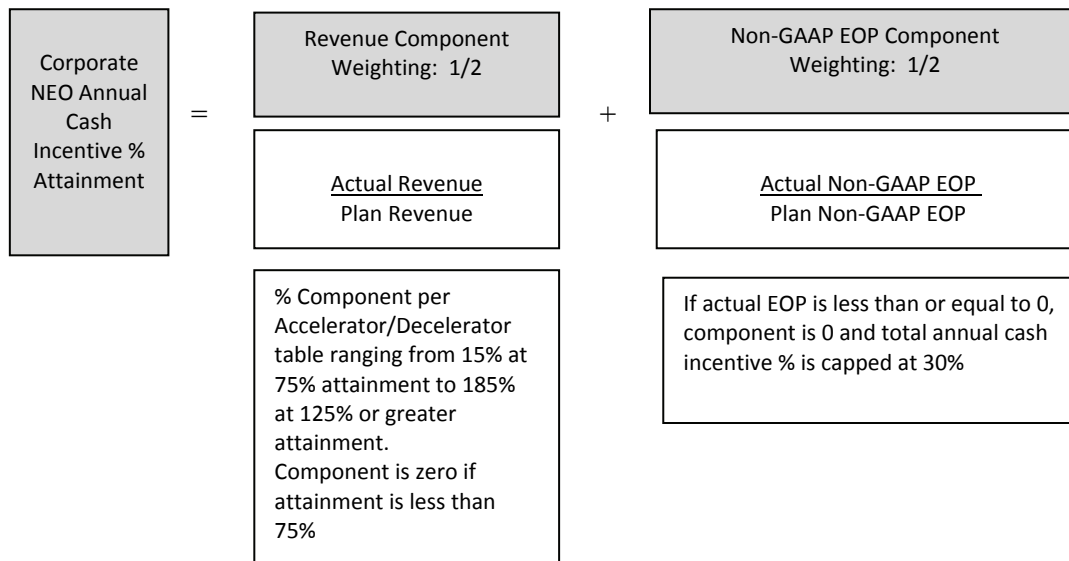 Corporate
NEO Annual
Cash
Incentive %
Attainment
=
Revenue Component
Weighting:  1/2
Actual Revenue
Plan Revenue
% Component per
Accelerator/Decelerator
table ranging from 15% at
75% attainment to 185%
at 125% or greater
attainment.
Component is zero if
attainment is less than
75%
+
Non-GAAP EOP Component
Weighting:  1/2
Actual Non-GAAP EOP
Plan Non-GAAP EOP
If actual EOP is less than or equal to 0,
component is 0 and total annual cash
incentive % is capped at 30%